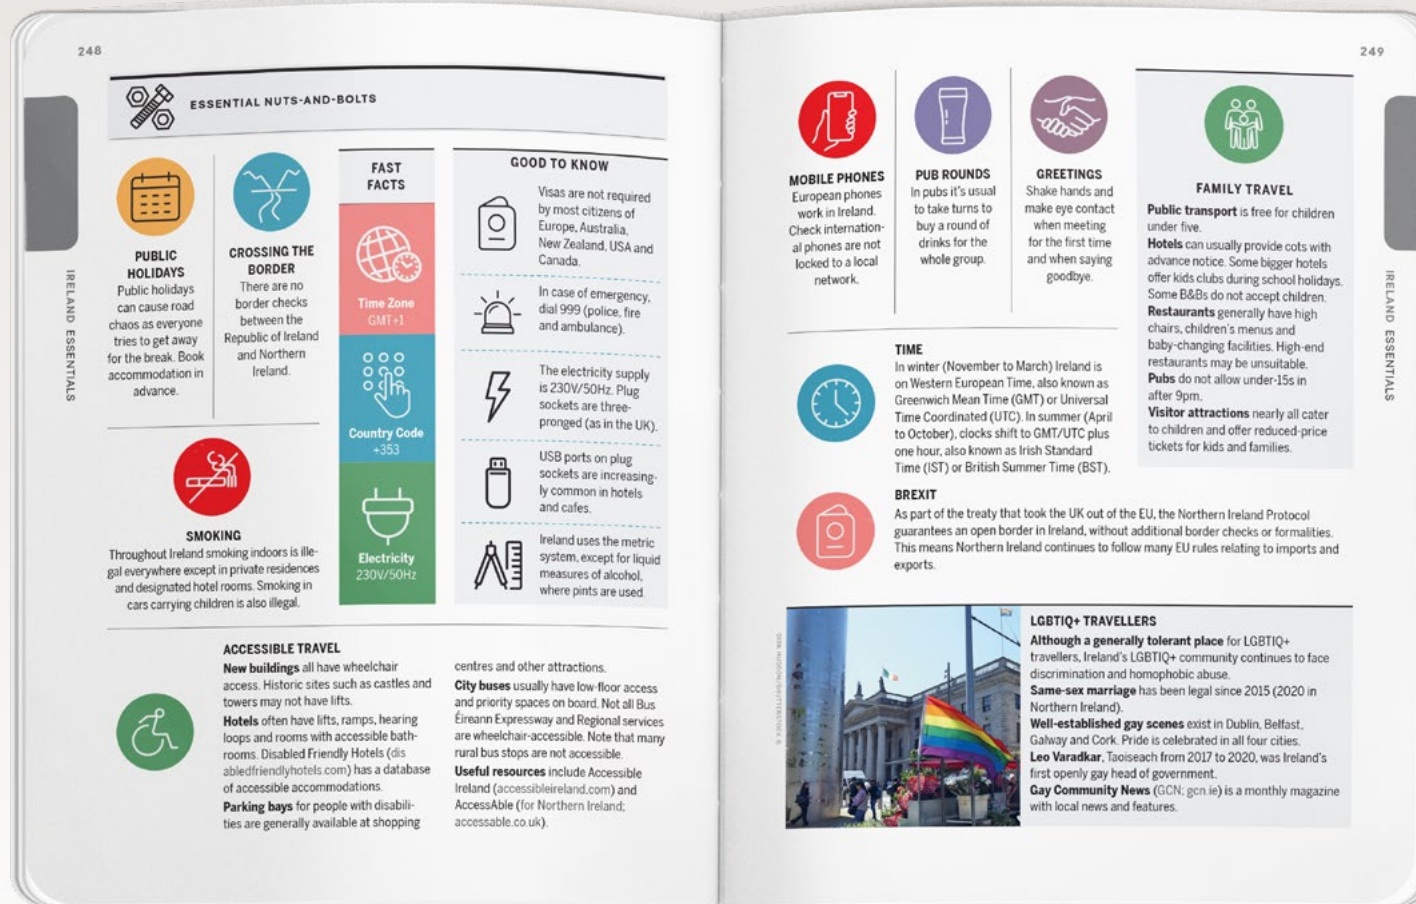 248
ESSENTIAL NUTS-AND-BOLTS
PUBLIC
HOLIDAYS
Public holidays
can cause road
chaos as everyone
tries to get away
for the break. Book
accommodation in
advance.
CROSSING THE
BORDER
There are no
border checks
between the
Republic of Ireland
and Northern
Ireland.
SMOKING
Throughout Ireland smoking indoors is ille-
gal everywhere except in private residences
and designated hotel rooms. Smoking in
cars carrying children is also illegal.
FAST
FACTS
Time Zone
GMT+1
Country Code
+353
Electricity
230V/50Hz
GOOD TO KNOW
Visas are not required
by most citizens of
Europe, Australia,
New Zealand, USA and
Canada.
In case of emergency,
dial 999 (police, fire
and ambulance).
The electricity supply
is 230V/50Hz. Plug
sockets are three-
pronged (as in the UK).
USB ports on plug
sockets are increasing-
ly common in hotels
and cafes.
Ireland uses the metric
system, except for liquid
measures of alcohol,
where pints are used.
ACCESSIBLE TRAVEL
New buildings all have wheelchair
access. Historic sites such as castles and
towers may not have lifts.
Hotels often have lifts, ramps, hearing
loops and rooms with accessible bath-
rooms. Disabled Friendly Hotels (dis
abledfriendlyhotels.com) has a database
of accessible accommodations.
Parking bays for people with disabili-
ties are generally available at shopping
centres and other attractions.
City buses usually have low-floor access
and priority spaces on board. Not all Bus
Éireann Expressway and Regional services
are wheelchair-accessible. Note that many
rural bus stops are not accessible.
Useful resources include Accessible
Ireland (accessibleireland.com) and
AccessAble (for Northern Ireland;
accessable.co.uk).
IRELAND ESSENTIALS
249
MOBILE PHONES
European phones
work in Ireland.
Check internation-
al phones are not
locked to a local
network.
PUB ROUNDS
In pubs it's usual
to take turns to
buy a round of
drinks for the
whole group.
GREETINGS
Shake hands and
make eye contact
when meeting
for the first time
and when saying
goodbye.
FAMILY TRAVEL
Public transport is free for children
under five.
Hotels can usually provide cots with
advance notice. Some bigger hotels
offer kids clubs during school holidays.
Some B&Bs do not accept children.
Restaurants generally have high
chairs, children's menus and
baby-changing facilities. High-end
restaurants may be unsuitable.
Pubs do not allow under-15s in
after 9pm.
Visitor attractions nearly all cater
to children and offer reduced-price
tickets for kids and families.
TIME
In winter (November to March) Ireland is
on Western European Time, also known as
Greenwich Mean Time (GMT) or Universal
Time Coordinated (UTC). In summer (April
to October), clocks shift to GMT/UTC plus
one hour, also known as Irish Standard
Time (IST) or British Summer Time (BST).
BREXIT
As part of the treaty that took the UK out of the EU, the Northern Ireland Protocol
guarantees an open border in Ireland, without additional border checks or formalities.
This means Northern Ireland continues to follow many EU rules relating to imports and
exports.
LGBTIQ+ TRAVELLERS
Although a generally tolerant place for LGBTIQ+
travellers, Ireland's LGBTIQ+ community continues to face
discrimination and homophobic abuse.
Same-sex marriage has been legal since 2015 (2020 in
Northern Ireland).
Well-established gay scenes exist in Dublin, Belfast,
Galway and Cork. Pride is celebrated in all four cities.
Leo Varadkar, Taoiseach from 2017 to 2020, was Ireland's
first openly gay head of government.
Gay Community News (GCN; gcn.ie) is a monthly magazine
with local news and features.
IRELAND ESSENTIALS